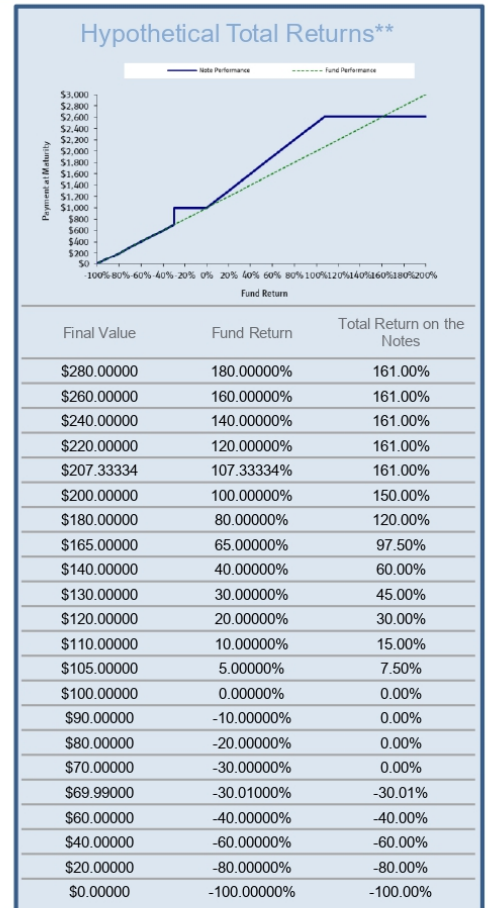 Hypothetical Total Returns**
Note Performance Fund Performance
$3,000
$2,800
$2,600
$2,400
$2,200
$2,000
$1,800
$1,600
$1,400
$1,200
$1,000
$800
$600
$400
$200
$0
Payment at Maturity
-100%-80%-60%-40%-20% 0% 20% 40% 60% 80%100%120%140%160%180%200%
Fund Return
Final Value Fund Return Total Return on the
Notes
$280.00000 180.00000% 161.00%
$260.00000 160.00000% 161.00%
$240.00000 140.00000% 161.00%
$220.00000 120.00000% 161.00%
$207.33334 107.33334% 161.00%
$200.00000 100.00000% 150.00%
$180.00000 80.00000% 120.00%
$165.00000 65.00000% 97.50%
$140.00000 40.00000% 60.00%
$130.00000 30.00000% 45.00%
$120.00000 20.00000% 30.00%
$110.00000 10.00000% 15.00%
$105.00000 5.00000% 7.50%
$100.00000 0.00000% 0.00%
$90.00000 -10.00000% 0.00%
$80.00000 -20.00000% 0.00%
$70.00000 -30.00000% 0.00%
$69.99000 -30.01000% -30.01%
$60.00000 -40.00000% -40.00%
$40.00000 -60.00000% -60.00%
$20.00000 -80.00000% -80.00%
$0.00000 -100.00000% -100.00%